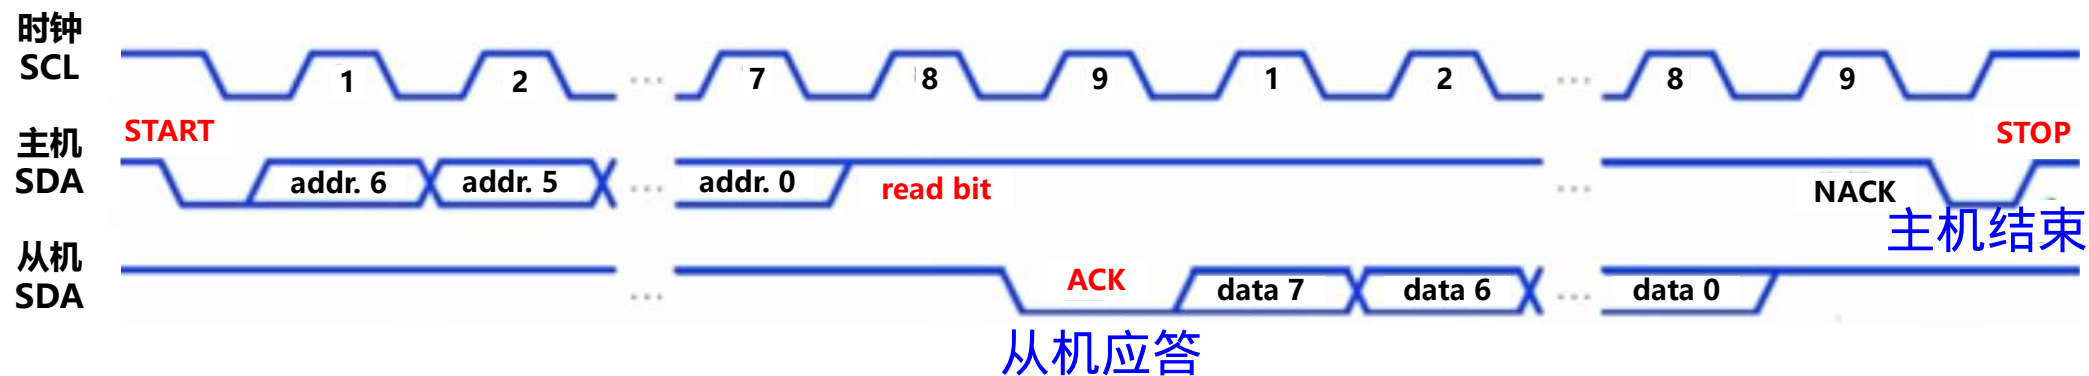 时钟
SCL
1 2 ... 7 8 9 1 2 ... 8 9
START
STOP
主机
SDA
addr. 6 addr. 5 ... addr. 0 read bit ... NACK
主机结束
从机
SDA
... ACK data 7 data 6 ... data 0
从机应答